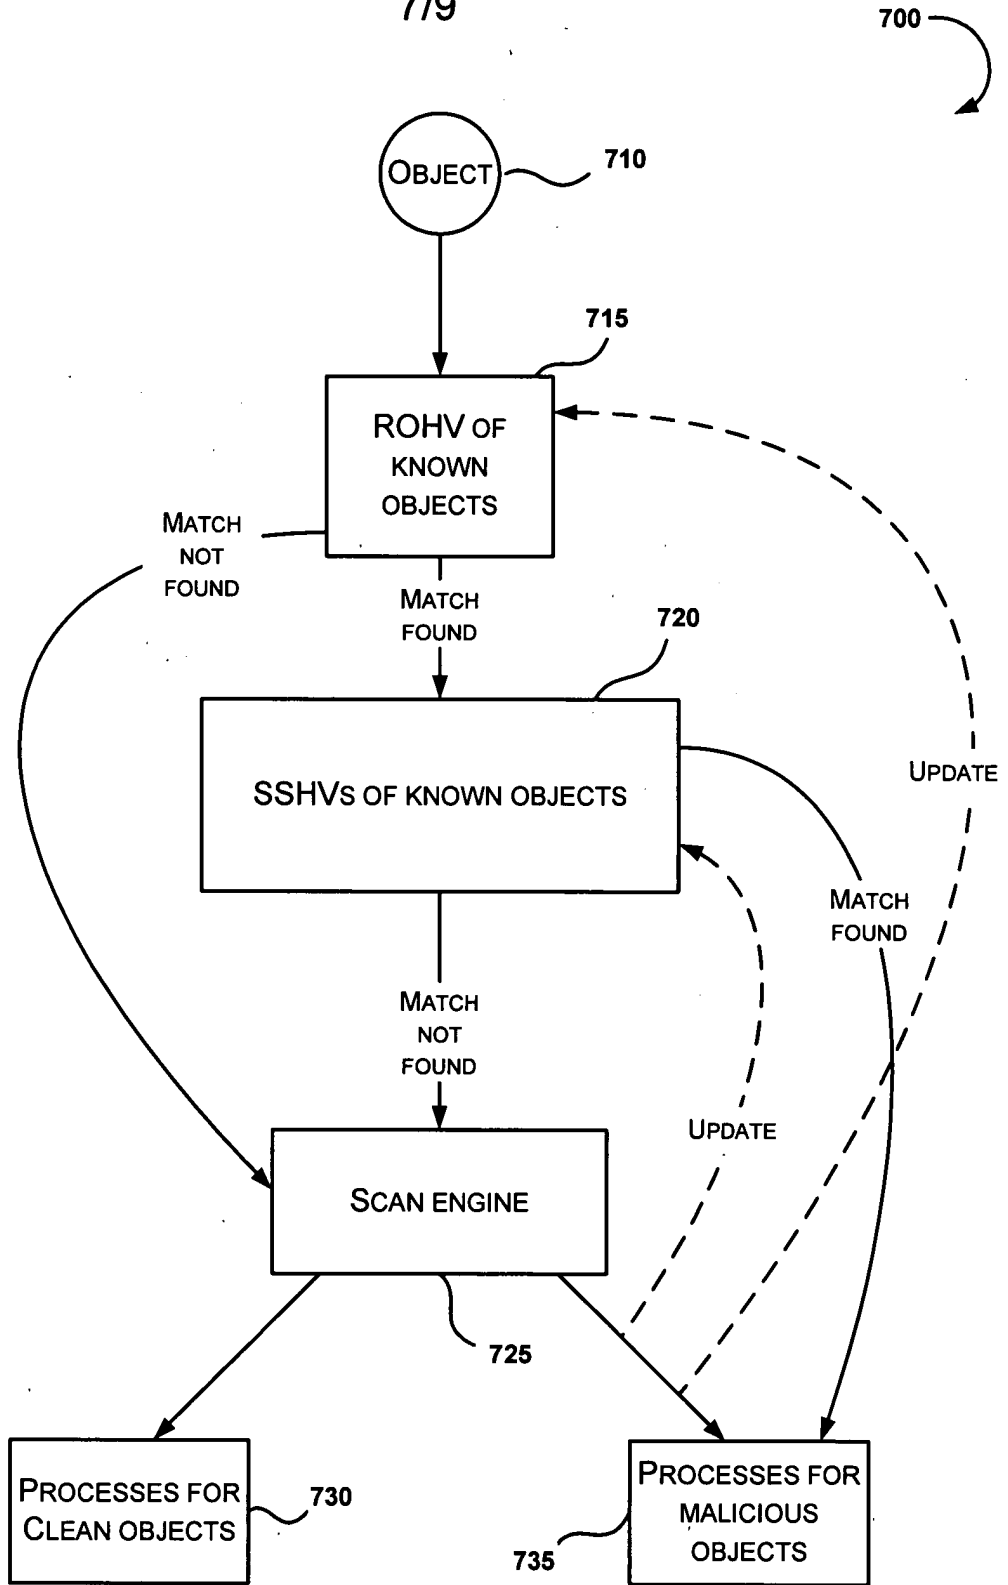 7/9
700
OBJECT
710
715
ROHV OF
KNOWN
OBJECTS
MATCH
NOT
FOUND
MATCH
FOUND
720
SSHVS OF KNOWN OBJECTS
UPDATE
MATCH
FOUND
MATCH
NOT
FOUND
UPDATE
SCAN ENGINE
725
PROCESSES FOR
CLEAN OBJECTS
730
PROCESSES FOR
MALICIOUS
OBJECTS
735